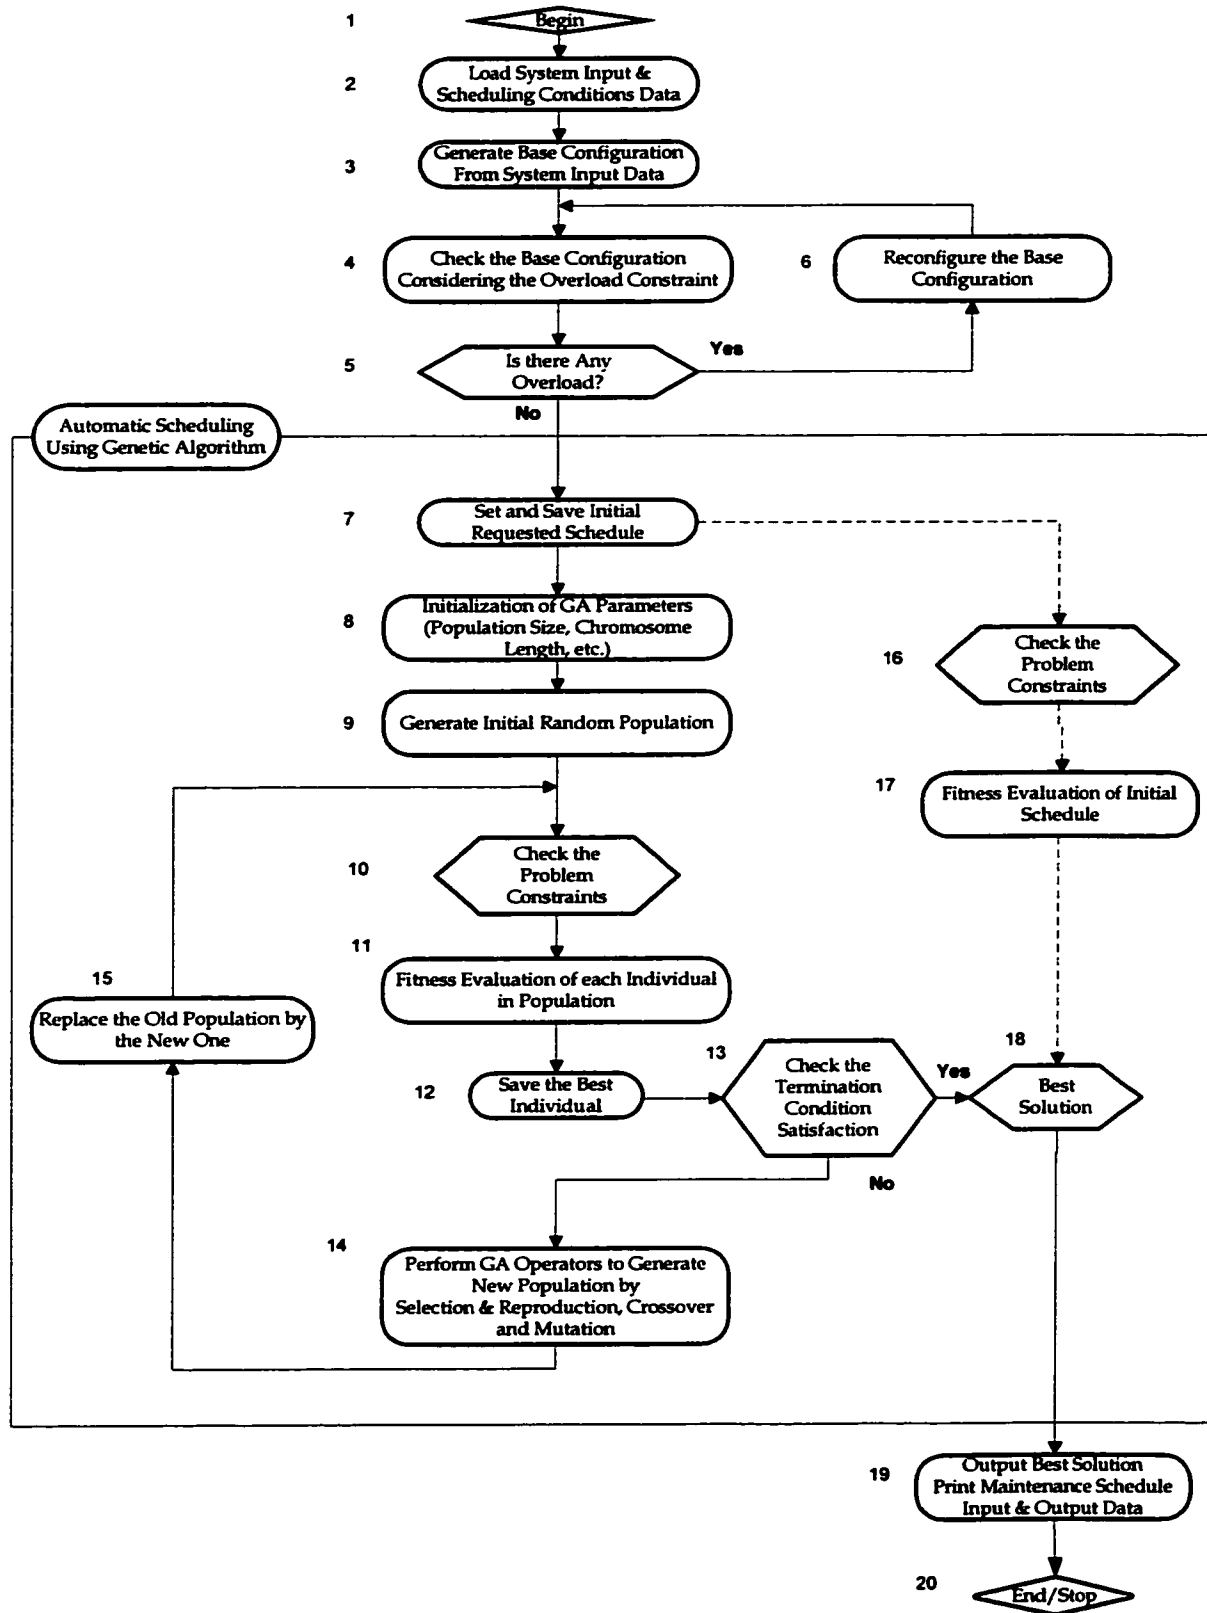 1
Begin
2
Load System Input &
Scheduling Conditions Data
3
Generate Base Configuration
From System Input Data
4
Check the Base Configuration
Considering the Overload Constraint
6
Reconfigure the Base
Configuration
5
Is there Any
Overload?
Yes
No
Automatic Scheduling
Using Genetic Algorithm
7
Set and Save Initial
Requested Schedule
8
Initialization of GA Parameters
(Population Size, Chromosome
Length, etc.)
16
Check the
Problem
Constraints
9
Generate Initial Random Population
17
Fitness Evaluation of Initial
Schedule
10
Check the
Problem
Constraints
11
Fitness Evaluation of each Individual
in Population
15
Replace the Old Population by
the New One
12
Save the Best
Individual
13
Check the
Termination
Condition
Satisfaction
Yes
18
Best
Solution
No
14
Perform GA Operators to Generate
New Population by
Selection & Reproduction, Crossover
and Mutation
19
Output Best Solution
Print Maintenance Schedule
Input & Output Data
20
End/Stop